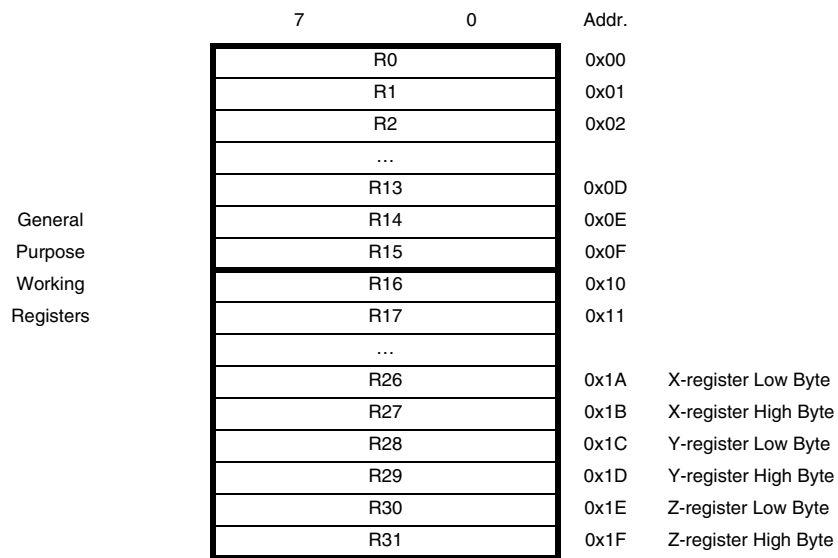 7 0 Addr.
R0 0x00
R1 0x01
R2 0x02
…
R13 0x0D
General R14 0x0E
Purpose R15 0x0F
Working R16 0x10
Registers R17 0x11
…
R26 0x1A X-register Low Byte
R27 0x1B X-register High Byte
R28 0x1C Y-register Low Byte
R29 0x1D Y-register High Byte
R30 0x1E Z-register Low Byte
R31 0x1F Z-register High Byte